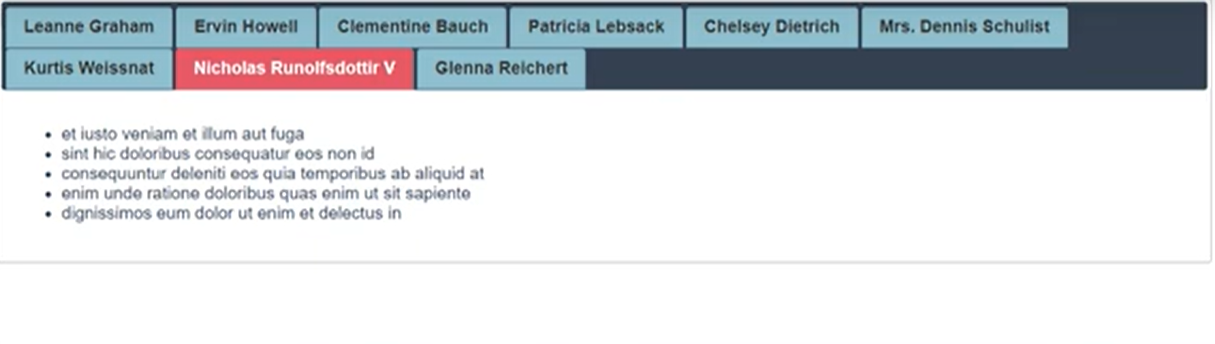 Leanne Graham Ervin Howell Clementine Bauch Patricia Lebsack Chelsey Dietrich Mrs. Dennis Schulist
Kurtis Weissnat Nicholas Runolfsdottir V Glenna Reichert
• et iusto veniam et illum aut fuga
• sint hic doloribus consequatur eos non id
• consequuntur deleniti eos quia temporibus ab aliquid at
• enim unde ratione doloribus quas enim ut sit sapiente
• dignissimos eum dolor ut enim et delectus in